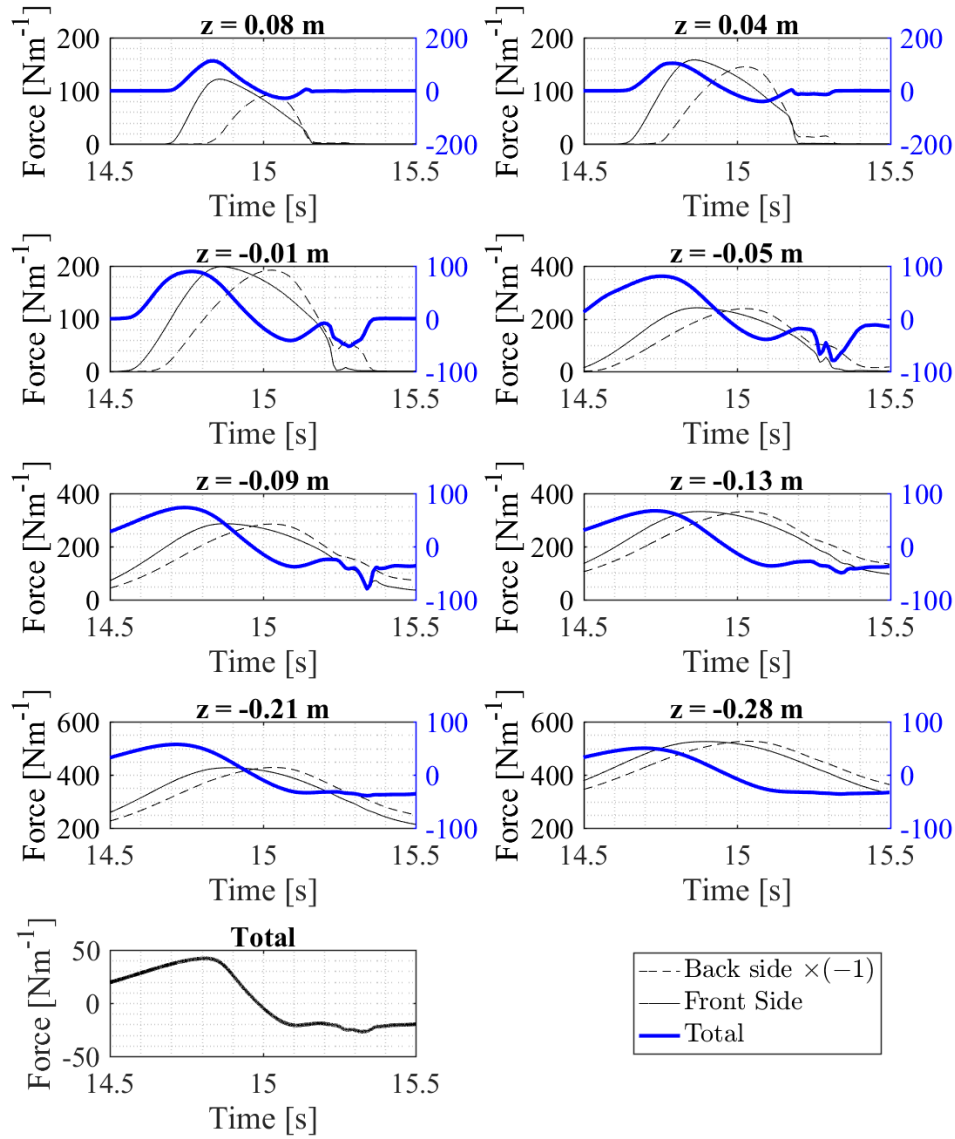 z = 0.08 m
z = 0.04 m
Force [Nm⁻¹]
200
100
0
200
0
-200
Force [Nm⁻¹]
200
100
0
200
0
-200
14.5
15
15.5
14.5
15
15.5
Time [s]
Time [s]
z = -0.01 m
z = -0.05 m
Force [Nm⁻¹]
200
100
0
100
0
-100
Force [Nm⁻¹]
400
200
0
100
0
-100
14.5
15
15.5
14.5
15
15.5
Time [s]
Time [s]
z = -0.09 m
z = -0.13 m
Force [Nm⁻¹]
400
200
0
100
0
-100
Force [Nm⁻¹]
400
200
0
100
0
-100
14.5
15
15.5
14.5
15
15.5
Time [s]
Time [s]
z = -0.21 m
z = -0.28 m
Force [Nm⁻¹]
600
400
200
100
0
-100
Force [Nm⁻¹]
600
400
200
100
0
-100
14.5
15
15.5
14.5
15
15.5
Time [s]
Time [s]
Total
Force [Nm⁻¹]
50
0
-50
14.5
15
15.5
Time [s]
Back side ×(−1)
Front Side
Total